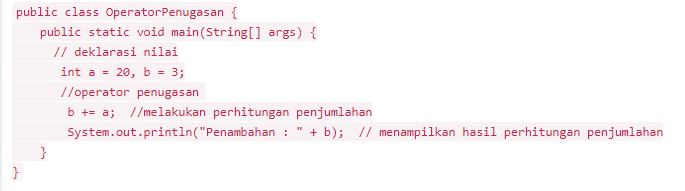 public class OperatorPenugasan {
public static void main(String[] args) {
// deklarasi nilai
int a = 20, b = 3;
//operator penugasan
b += a;  //melakukan perhitungan penjumlahan
System.out.println("Penambahan : " + b);  // menampilkan hasil perhitungan penjumlahan
}
}